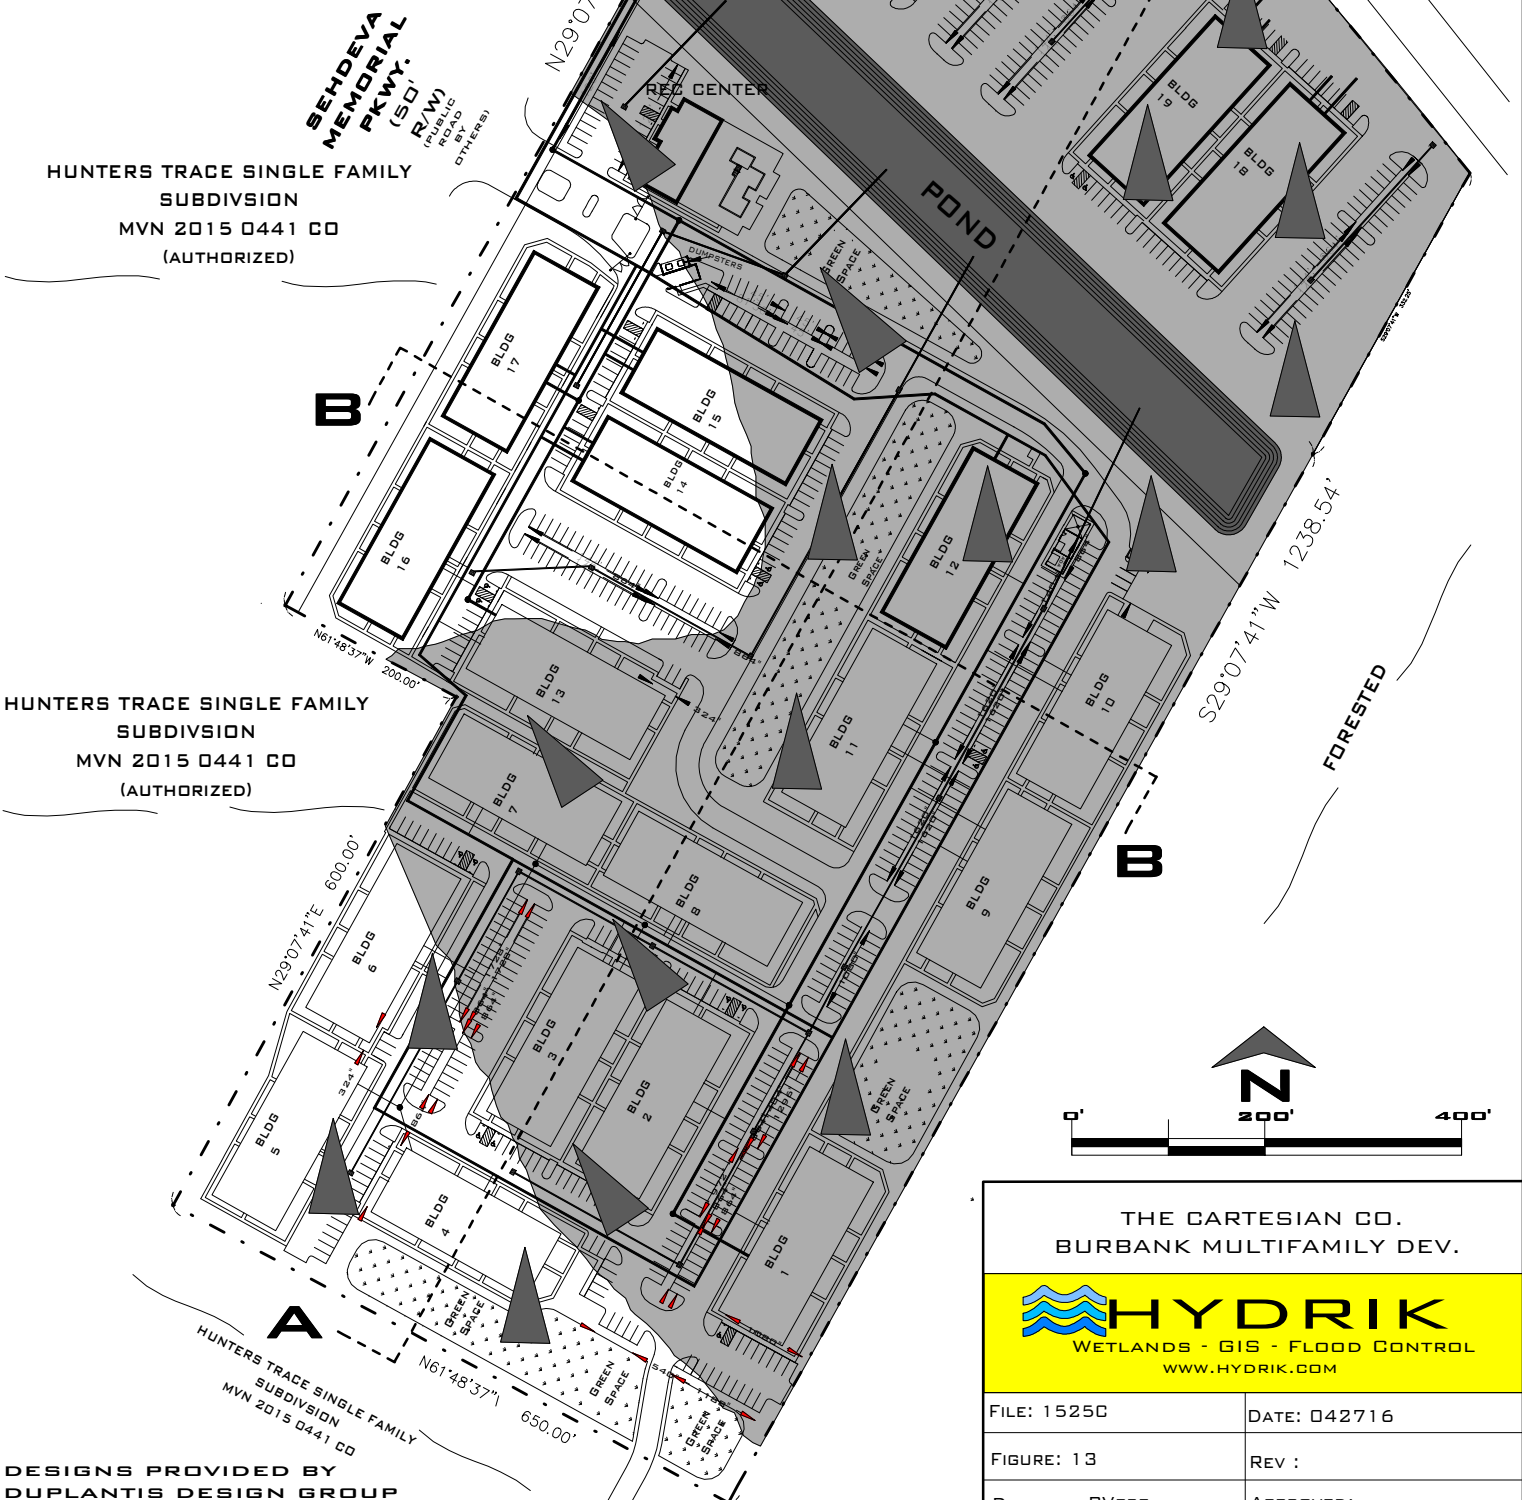 SEHDEVA
MEMORIAL
PKWY.
(50'
R/W)
(PUBLIC
ROAD
BY
OTHERS)
HUNTERS TRACE SINGLE FAMILY
SUBDIVSION
MVN 2015 0441 CO
(AUTHORIZED)
REC CENTER
POND
DUMPSTERS
GREEN
SPACE
BLDG
19
BLDG
18
BLDG
17
BLDG
15
BLDG
14
BLDG
16
B
BLDG
12
GREEN
SPACE
N61°48'37"W 200.00'
S29°07'41"W 1238.54'
FORESTED
HUNTERS TRACE SINGLE FAMILY
SUBDIVSION
MVN 2015 0441 CO
(AUTHORIZED)
BLDG
13
BLDG
11
BLDG
10
BLDG
7
BLDG
8
BLDG
9
B
N29°07'41"E 600.00'
BLDG
6
BLDG
3
BLDG
2
BLDG
5
BLDG
4
BLDG
1
GREEN
SPACE
324"
324"
864"
GREEN
SPACE
GREEN
SPACE
GREEN
SPACE
A
N61°48'37"
650.00'
HUNTERS TRACE SINGLE FAMILY
SUBDIVSION
MVN 2015 0441 CO
DESIGNS PROVIDED BY
DUPLANTIS DESIGN GROUP
N
0' 200' 400'
THE CARTESIAN CO.
BURBANK MULTIFAMILY DEV.
HYDRIK
WETLANDS - GIS - FLOOD CONTROL
WWW.HYDRIK.COM
FILE: 1525C
DATE: 042716
FIGURE: 13
REV :